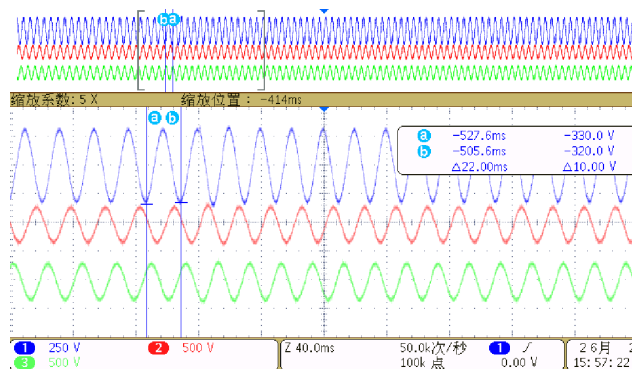 ba
缩放系数: 5 X 缩放位置: -414ms
a b
a -527.6ms -330.0 V
b -505.6ms -320.0 V
△22.00ms △10.00 V
1 250 V 2 500 V Z 40.0ms 50.0k次/秒 1 2 6月
3 500 V 100k 点 0.00 V 15:57:22